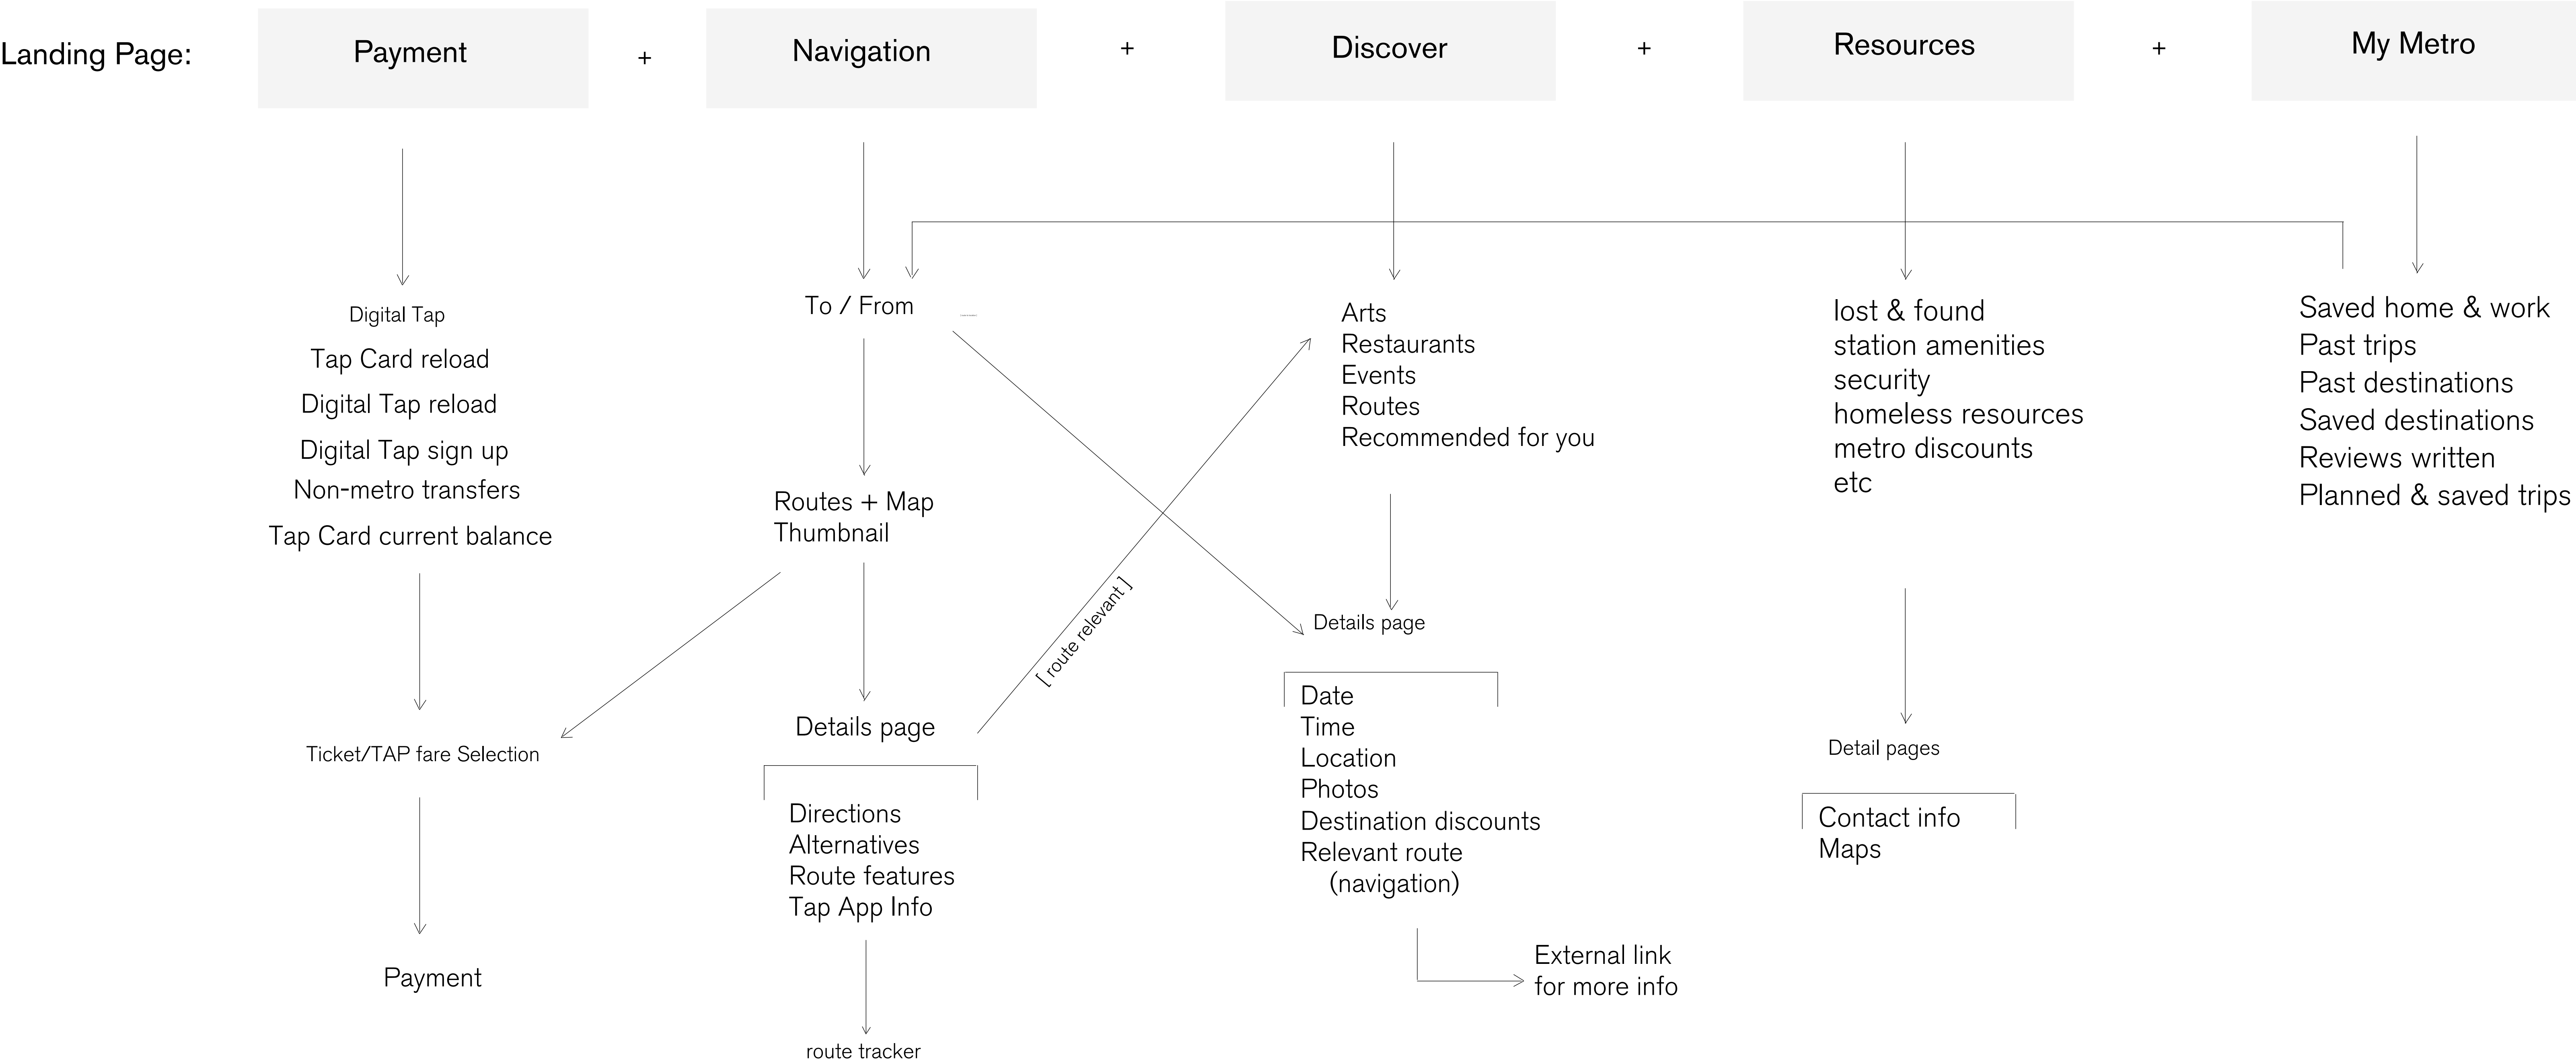 Landing Page:
Payment
+
Navigation
+
Discover
+
Resources
+
My Metro
Digital Tap
Tap Card reload
Digital Tap reload
Digital Tap sign up
Non-metro transfers
Tap Card current balance
Ticket/TAP fare Selection
Payment
To / From
Routes + Map
Thumbnail
Details page
Directions
Alternatives
Route features
Tap App Info
route tracker
[ route relevant ]
Arts
Restaurants
Events
Routes
Recommended for you
Details page
Date
Time
Location
Photos
Destination discounts
Relevant route
(navigation)
External link
for more info
lost & found
station amenities
security
homeless resources
metro discounts
etc
Detail pages
Contact info
Maps
Saved home & work
Past trips
Past destinations
Saved destinations
Reviews written
Planned & saved trips